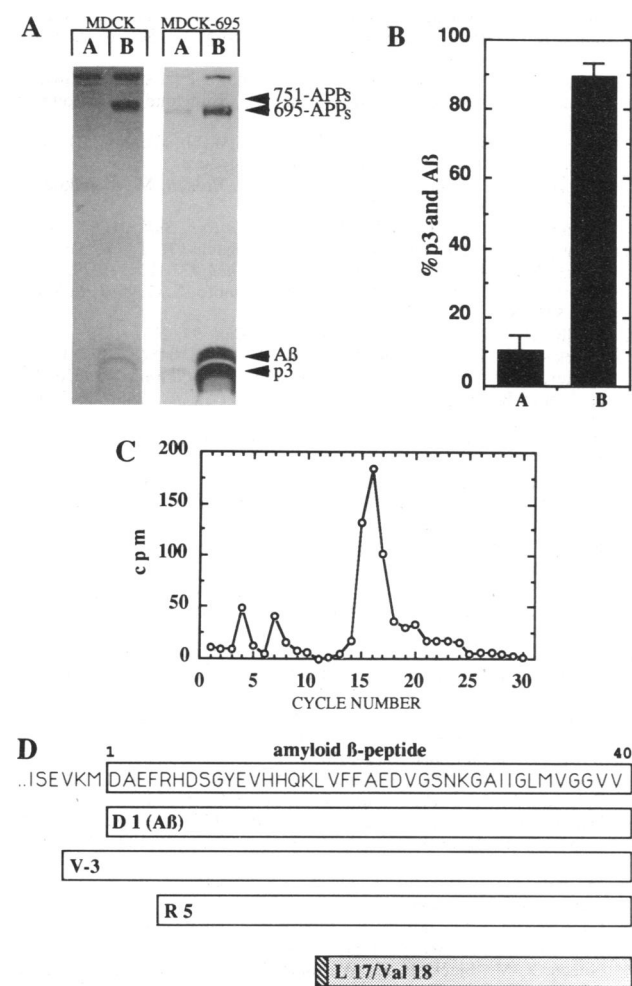 A
MDCK
MDCK-695
A B
A B
751-APPs
695-APPs
Aß
p3
B
%p3 and Aß
100
80
60
40
20
0
A B
C
cpm
200
150
100
50
0
0 5 10 15 20 25 30
CYCLE NUMBER
D
1 amyloid ß-peptide 40
..ISEVKM DAEFRHDSGYEVHHQKLVFFAEDVGSNKGAIIGLMVGGVV
D 1 (Aß)
V-3
R 5
L 17/Val 18